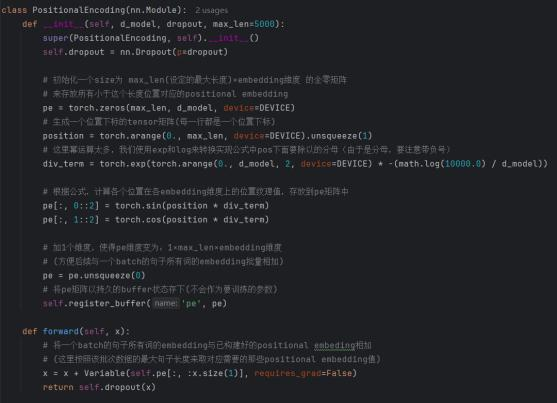 class PositionalEncoding(nn.Module): 2 usages
    def __init__(self, d_model, dropout, max_len=5000):
        super(PositionalEncoding, self).__init__()
        self.dropout = nn.Dropout(p=dropout)
        # 初始化一个size为 max_len(设定的最大长度)×embedding维度 的全零矩阵
        # 来存放所有小于这个长度位置对应的positional embedding
        pe = torch.zeros(max_len, d_model, device=DEVICE)
        # 生成一个位置下标的tensor矩阵(每一行都是一个位置下标)
        position = torch.arange(0., max_len, device=DEVICE).unsqueeze(1)
        # 这里幂运算太多，我们使用exp和log来转换实现公式中pos下面要除以的分母（由于是分母，要注意带负号）
        div_term = torch.exp(torch.arange(0., d_model, 2, device=DEVICE) * -(math.log(10000.0) / d_model))
        # 根据公式，计算各个位置在各embedding维度上的位置纹理值，存放到pe矩阵中
        pe[:, 0::2] = torch.sin(position * div_term)
        pe[:, 1::2] = torch.cos(position * div_term)
        # 加1个维度，使得pe维度变为，1×max_len×embedding维度
        # (方便后续与一个batch的句子所有词的embedding批量相加)
        pe = pe.unsqueeze(0)
        # 将pe矩阵以持久的buffer状态存下(不会作为要训练的参数)
        self.register_buffer( name: 'pe', pe)
    def forward(self, x):
        # 将一个batch的句子所有词的embedding与已构建好的positional embeding相加
        # (这里按照该批次数据的最大句子长度来取对应需要的那些positional embedding值)
        x = x + Variable(self.pe[:, :x.size(1)], requires_grad=False)
        return self.dropout(x)